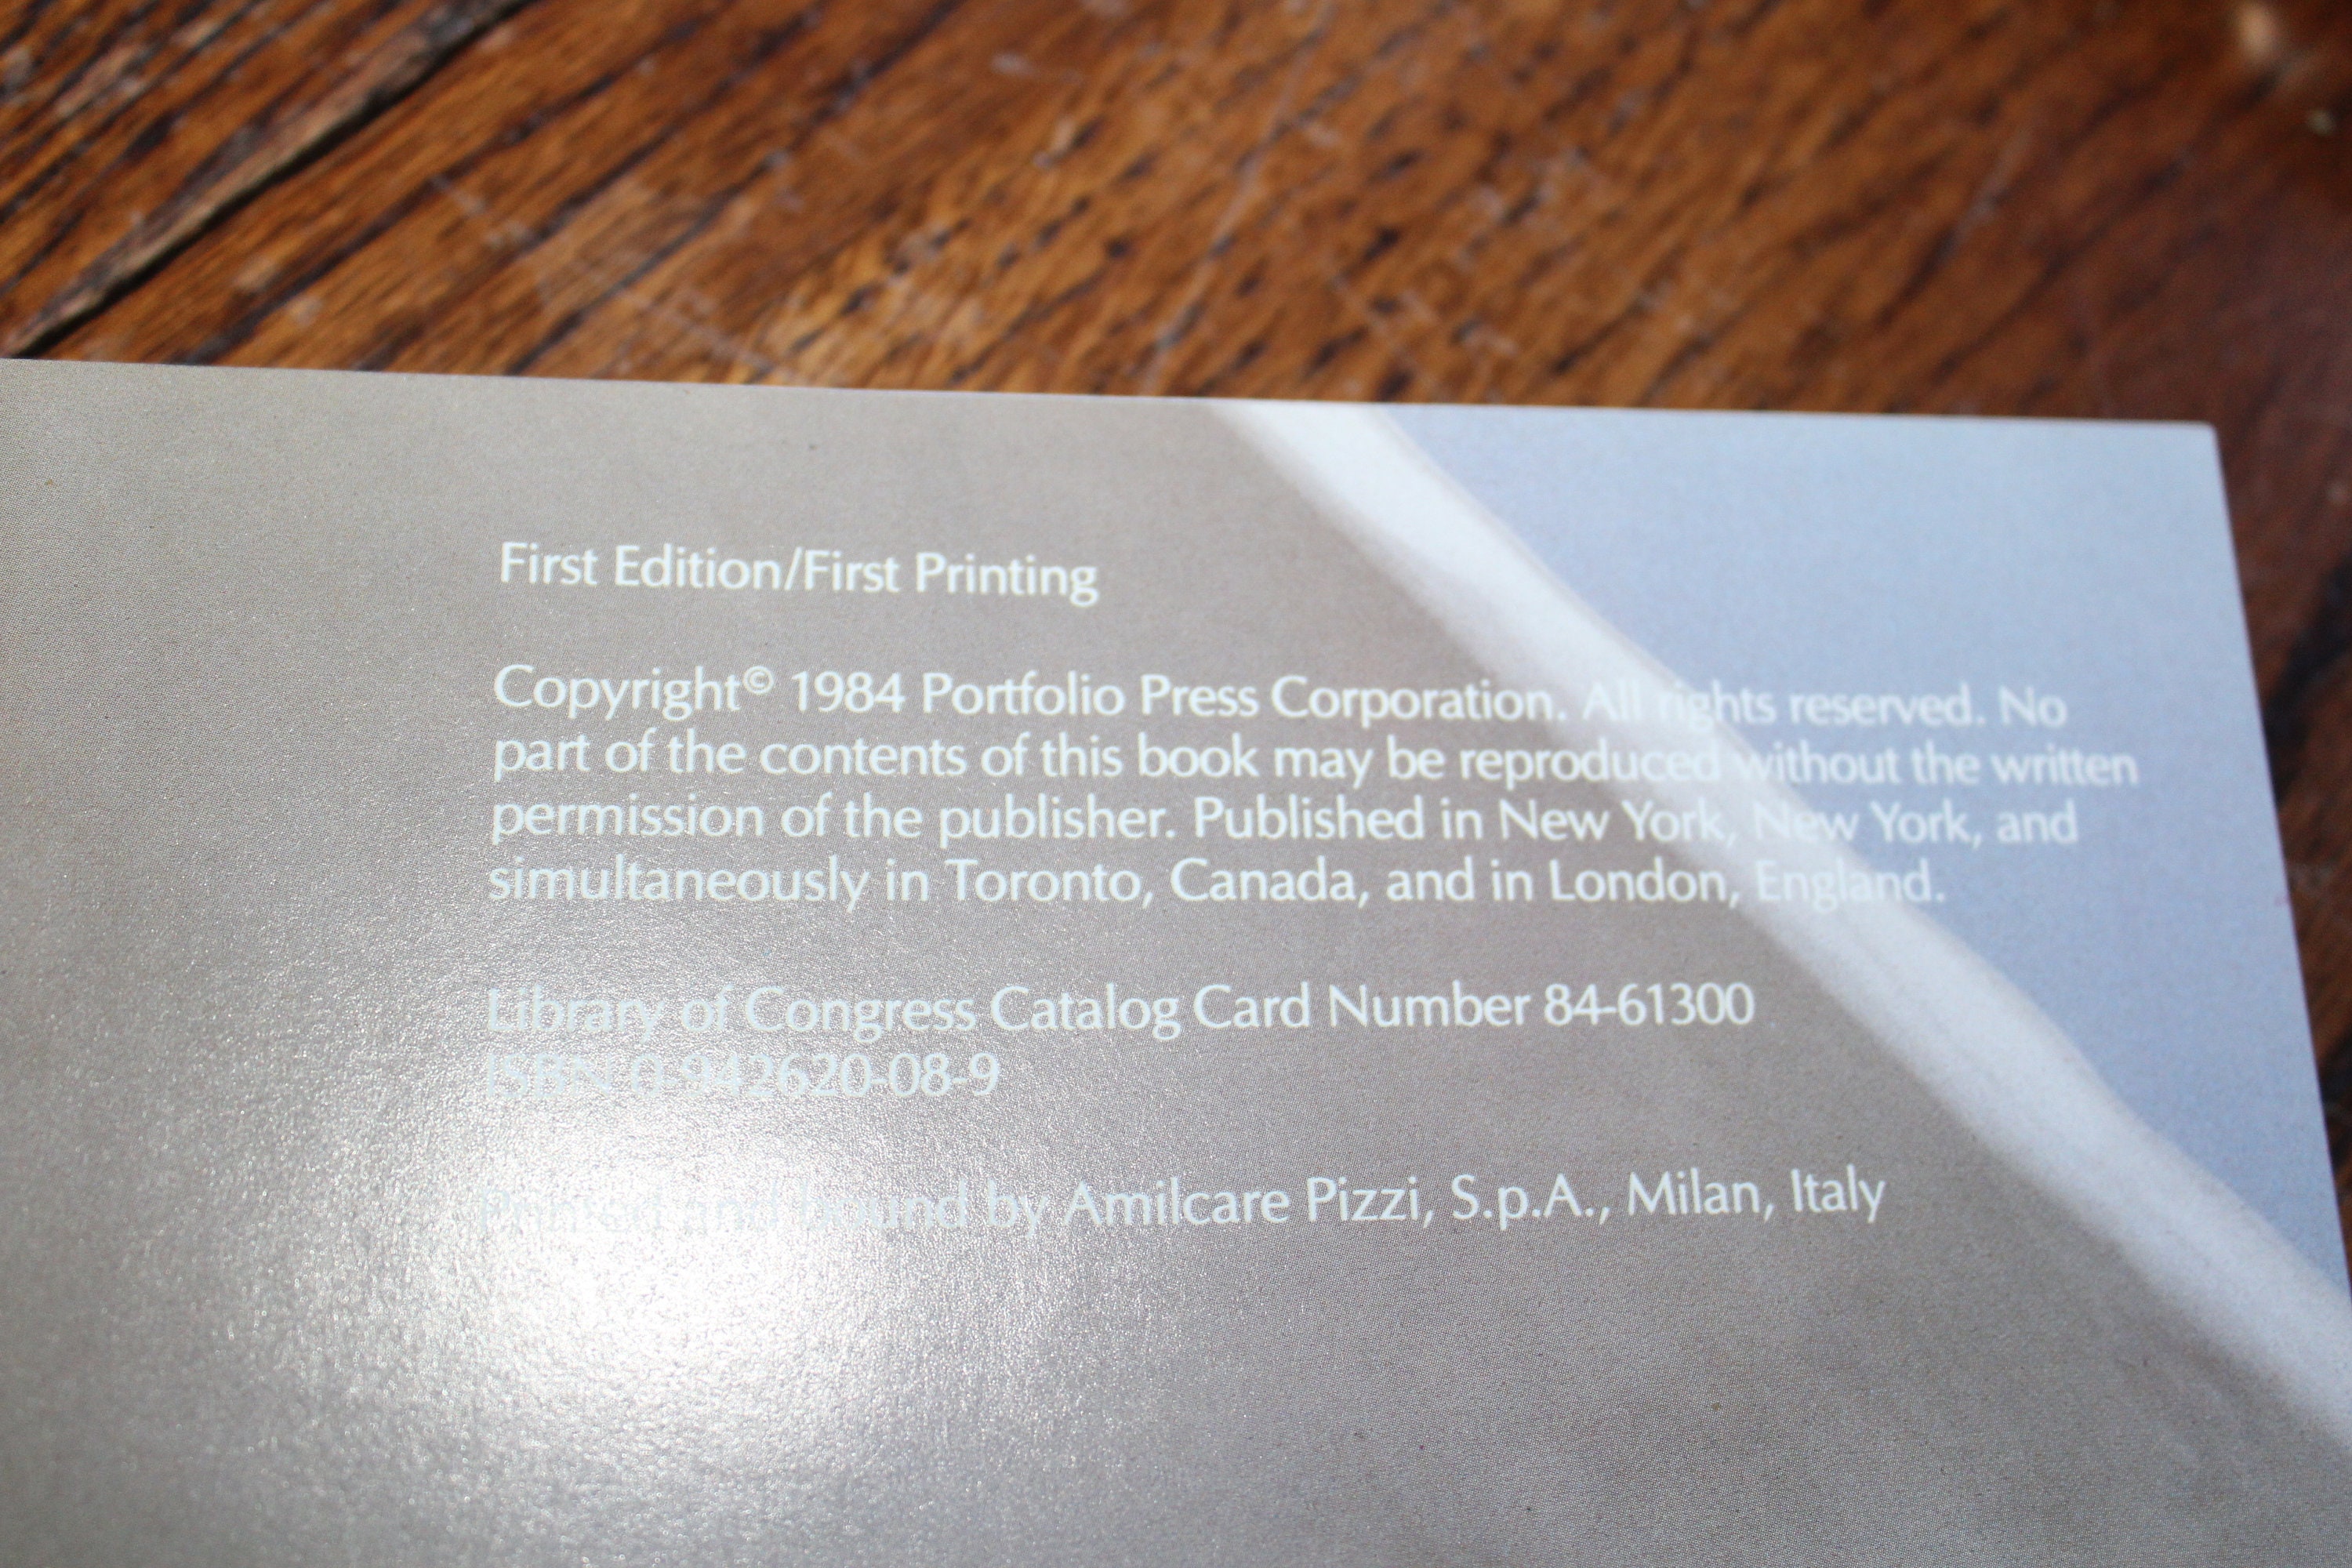 First Edition/First Printing
Copyright© 1984 Portfolio Press Corporation. All rights reserved. No
part of the contents of this book may be reproduced without the written
permission of the publisher. Published in New York, New York, and
simultaneously in Toronto, Canada, and in London, England.
Library of Congress Catalog Card Number 84-61300
ISBN 0-942620-08-9
Printed and bound by Amilcare Pizzi, S.p.A., Milan, Italy